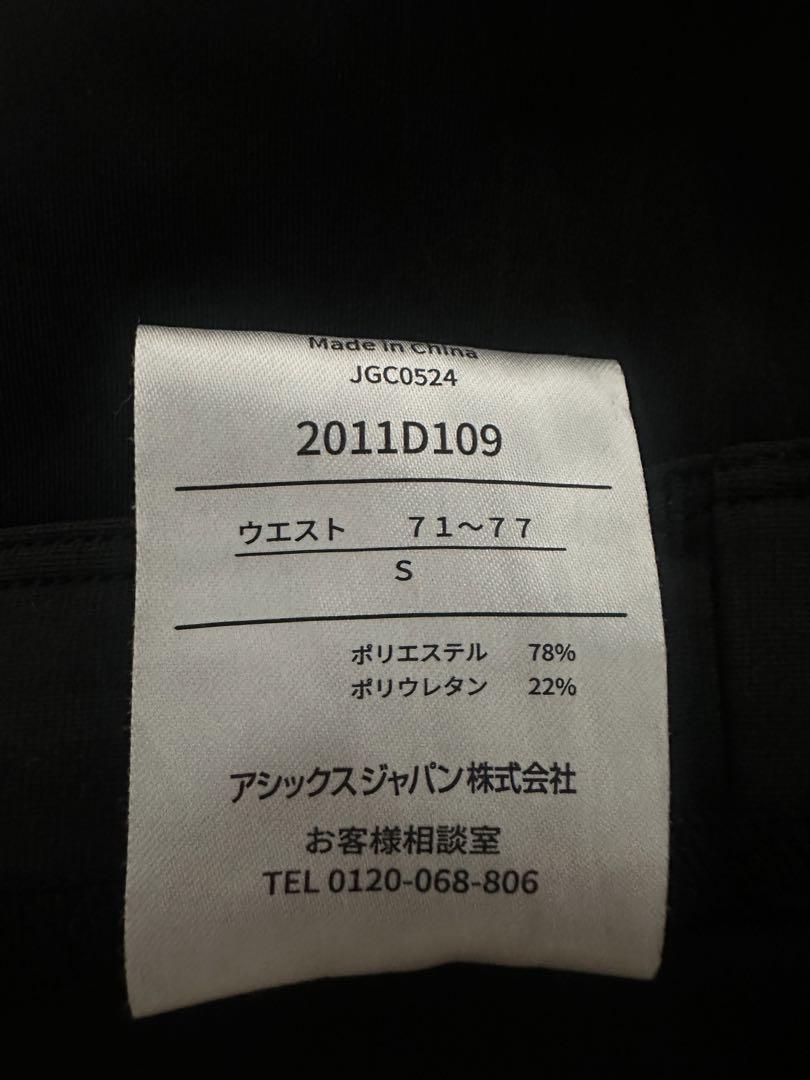 Made in China
JGC0524
2011D109
ウエスト　７１～７７
S
ポリエステル 78%
ポリウレタン 22%
アシックスジャパン株式会社
お客様相談室
TEL 0120-068-806